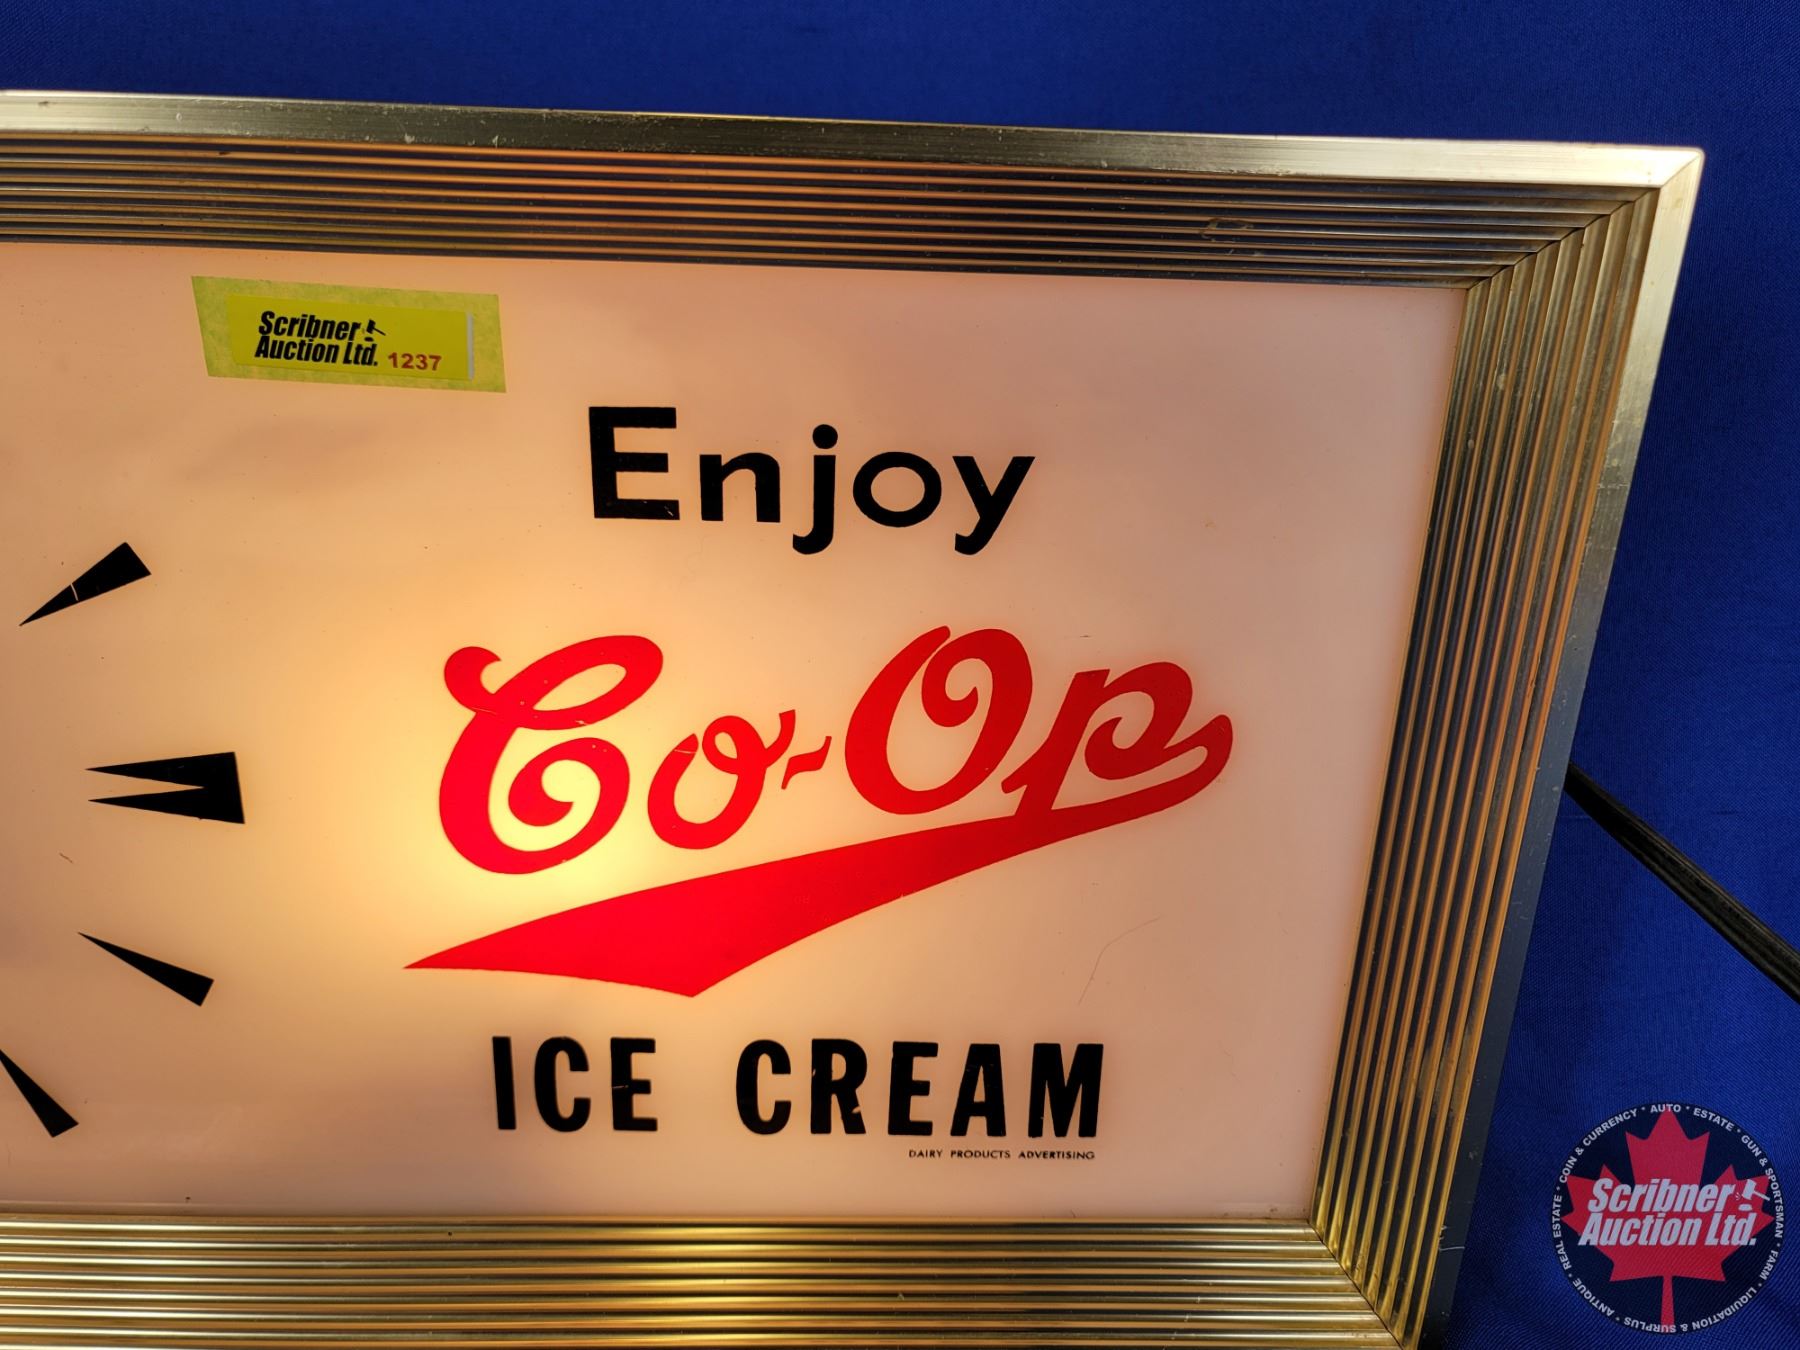 Scribner
Auction Ltd. 1237
Enjoy
Co-Op
ICE CREAM
DAIRY PRODUCTS ADVERTISING
ANTIQUE * REAL ESTATE * COIN & CURRENCY * AUTO * ESTATE * GUN & SPORTSMAN * FARM * LIQUIDATION & SURPLUS *
Scribner
Auction Ltd.